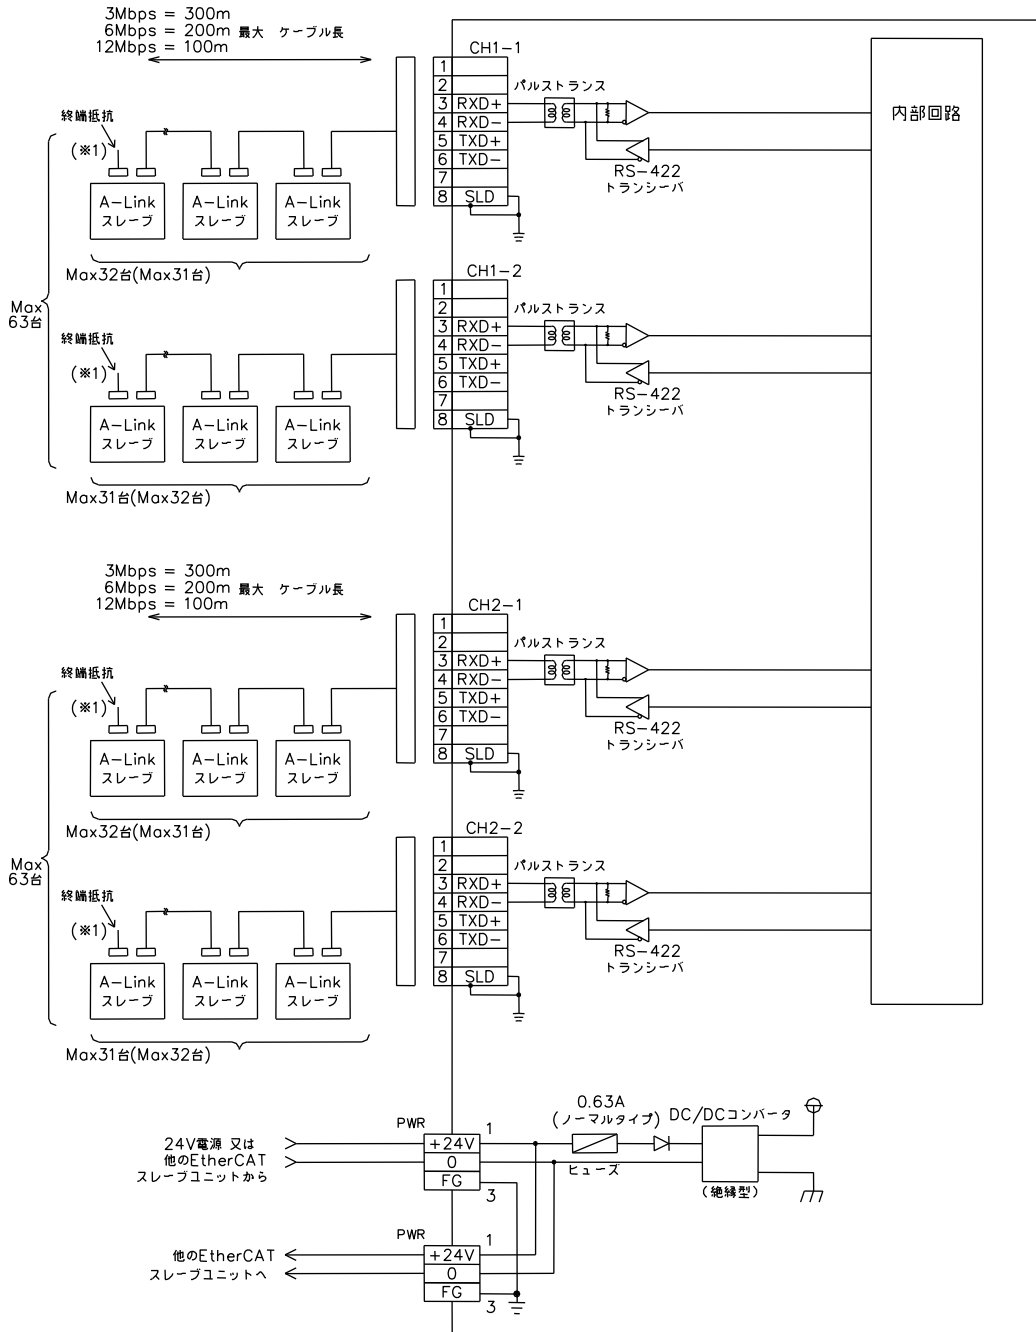 3Mbps = 300m
6Mbps = 200m 最大 ケーブル長
12Mbps = 100m
終端抵抗
(※1)
A-Link
スレーブ
A-Link
スレーブ
A-Link
スレーブ
Max32台(Max31台)
Max
63台
終端抵抗
(※1)
A-Link
スレーブ
A-Link
スレーブ
A-Link
スレーブ
Max31台(Max32台)
CH1-1
1
2
3 RXD+
4 RXD-
5 TXD+
6 TXD-
7
8 SLD
パルストランス
RS-422
トランシーバ
CH1-2
1
2
3 RXD+
4 RXD-
5 TXD+
6 TXD-
7
8 SLD
パルストランス
RS-422
トランシーバ
内部回路
3Mbps = 300m
6Mbps = 200m 最大 ケーブル長
12Mbps = 100m
終端抵抗
(※1)
A-Link
スレーブ
A-Link
スレーブ
A-Link
スレーブ
Max32台(Max31台)
Max
63台
終端抵抗
(※1)
A-Link
スレーブ
A-Link
スレーブ
A-Link
スレーブ
Max31台(Max32台)
CH2-1
1
2
3 RXD+
4 RXD-
5 TXD+
6 TXD-
7
8 SLD
パルストランス
RS-422
トランシーバ
CH2-2
1
2
3 RXD+
4 RXD-
5 TXD+
6 TXD-
7
8 SLD
パルストランス
RS-422
トランシーバ
24V電源 又は
他のEtherCAT
スレーブユニットから
PWR
1
+24V
0
FG
3
0.63A
(ノーマルタイプ)
ヒューズ
DC/DCコンバータ
(絶縁型)
他のEtherCAT
スレーブユニットへ
PWR
1
+24V
0
FG
3